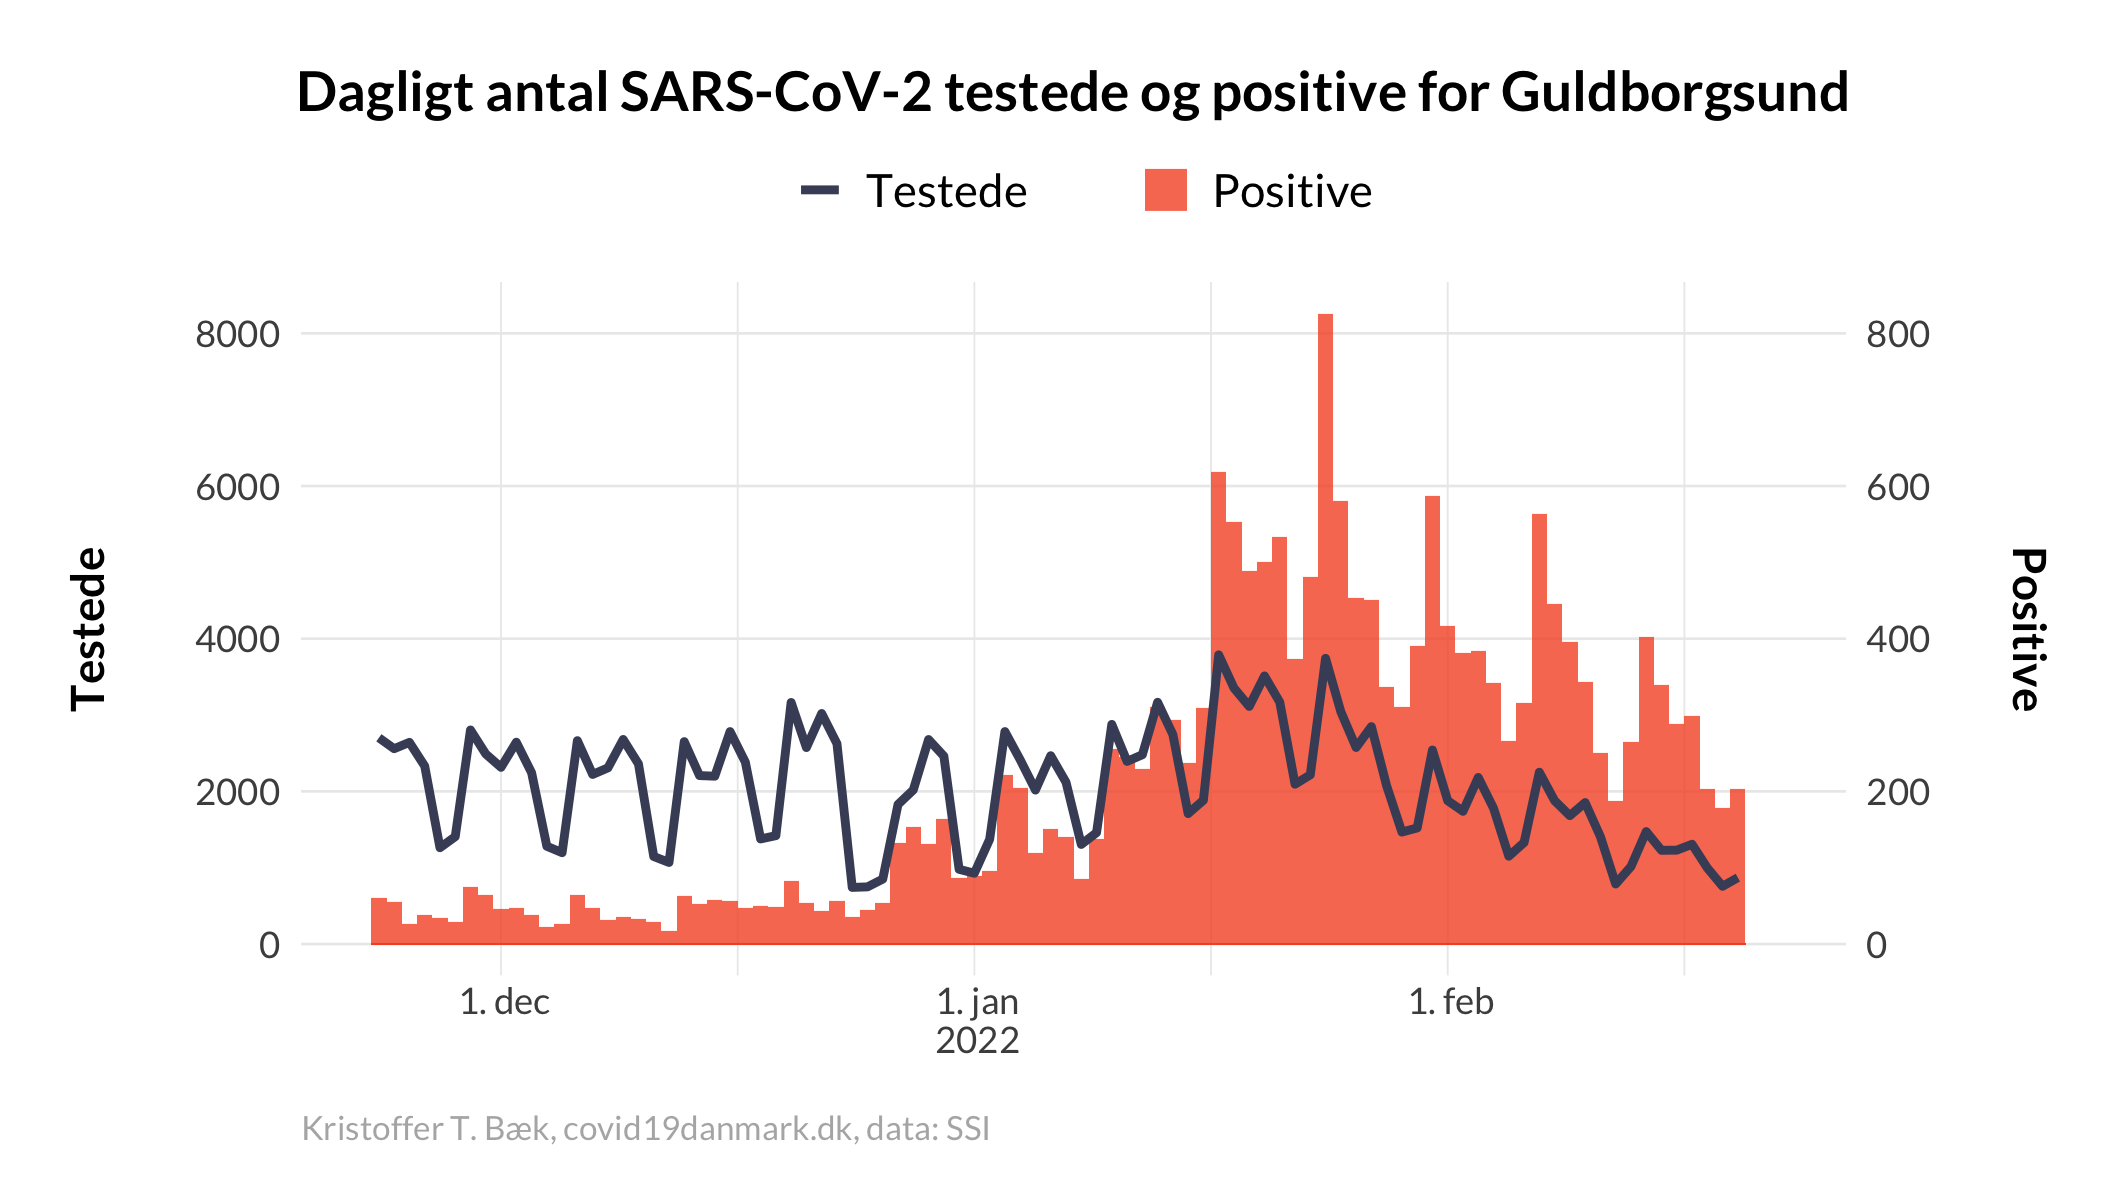 Dagligt antal SARS-CoV-2 testede og positive for Guldborgsund
Testede
Positive
8000
6000
4000
2000
0
Testede
800
600
400
200
0
Positive
1. dec
1. jan
2022
1. feb
Kristoffer T. Bæk, covid19danmark.dk, data: SSI